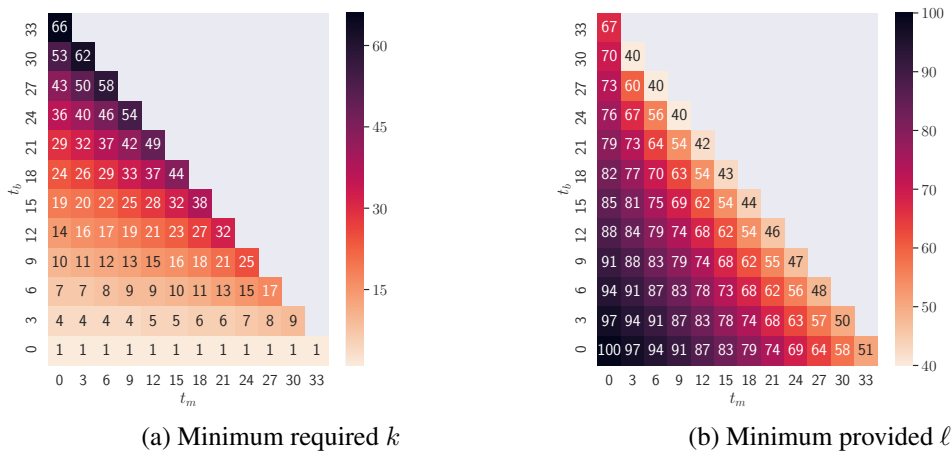 33 66
30 53 62
27 43 50 58
24 36 40 46 54
21 29 32 37 42 49
18 24 26 29 33 37 44
15 19 20 22 25 28 32 38
12 14 16 17 19 21 23 27 32
9 10 11 12 13 15 16 18 21 25
6 7 7 8 9 9 10 11 13 15 17
3 4 4 4 4 5 5 6 6 7 8 9
0 1 1 1 1 1 1 1 1 1 1 1 1
0 3 6 9 12 15 18 21 24 27 30 33
t_b
t_m
60
45
30
15
(a) Minimum required k
33 67
30 70 40
27 73 60 40
24 76 67 56 40
21 79 73 64 54 42
18 82 77 70 63 54 43
15 85 81 75 69 62 54 44
12 88 84 79 74 68 62 54 46
9 91 88 83 79 74 68 62 55 47
6 94 91 87 83 78 73 68 62 56 48
3 97 94 91 87 83 78 74 68 63 57 50
0 100 97 94 91 87 83 79 74 69 64 58 51
0 3 6 9 12 15 18 21 24 27 30 33
t_b
t_m
100
90
80
70
60
50
40
(b) Minimum provided ℓ